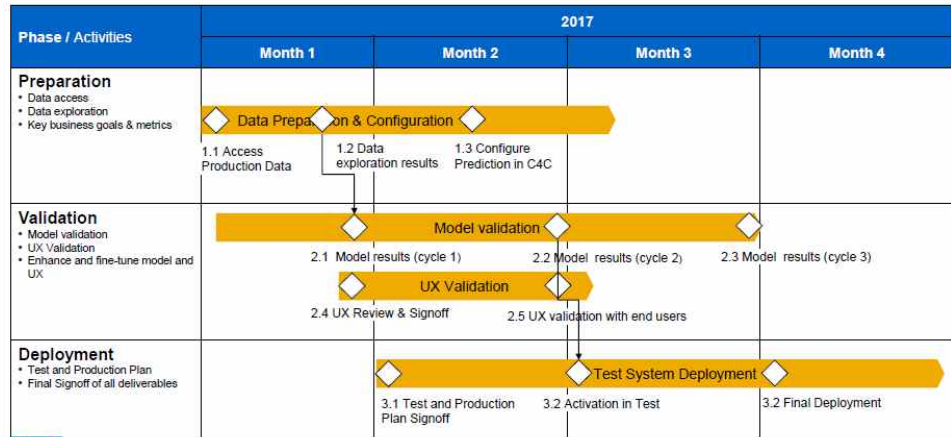 Phase / Activities
2017
Month 1
Month 2
Month 3
Month 4
Preparation
• Data access
• Data exploration
• Key business goals & metrics
Data Preparation & Configuration
1.1 Access
Production Data
1.2 Data
exploration results
1.3 Configure
Prediction in C4C
Validation
• Model validation
• UX Validation
• Enhance and fine-tune model and
UX
Model validation
2.1 Model results (cycle 1)
2.2 Model results (cycle 2)
2.3 Model results (cycle 3)
UX Validation
2.4 UX Review & Signoff
2.5 UX validation with end users
Deployment
• Test and Production Plan
• Final Signoff of all deliverables
Test System Deployment
3.1 Test and Production
Plan Signoff
3.2 Activation in Test
3.2 Final Deployment